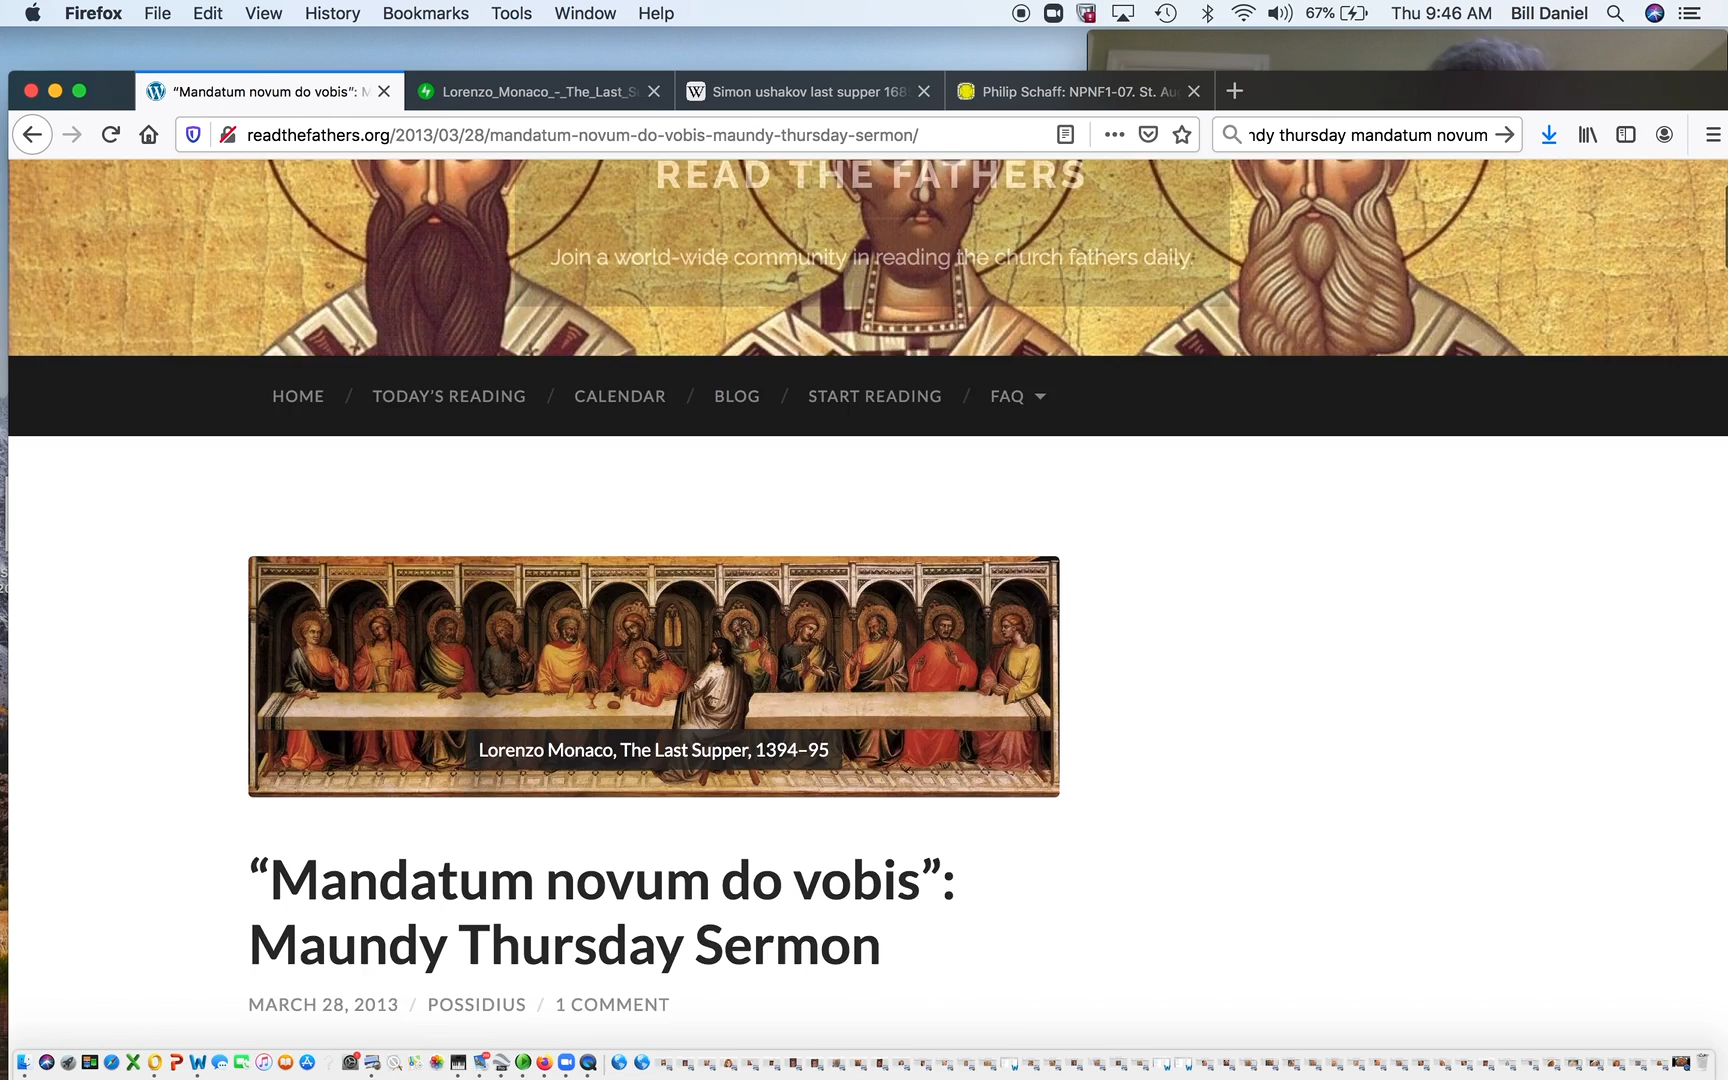 Firefox File Edit View History Bookmarks Tools Window Help 67% Thu 9:46 AM Bill Daniel
“Mandatum novum do vobis”: M Lorenzo_Monaco_-_The_Last_S Simon ushakov last supper 168 Philip Schaff: NPNF1-07. St. Au
readthefathers.org/2013/03/28/mandatum-novum-do-vobis-maundy-thursday-sermon/ ndy thursday mandatum novum
READ THE FATHERS
Join a world-wide community in reading the church fathers daily.
HOME / TODAY’S READING / CALENDAR / BLOG / START READING / FAQ
Lorenzo Monaco, The Last Supper, 1394–95
“Mandatum novum do vobis”:
Maundy Thursday Sermon
MARCH 28, 2013 / POSSIDIUS / 1 COMMENT